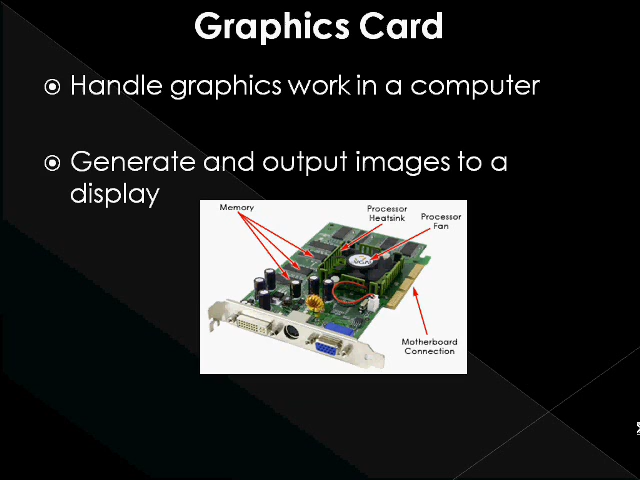 Graphics Card
Handle graphics work in a computer
Generate and output images to a
display
Memory
Processor
Heatsink
Processor
Fan
Motherboard
Connection